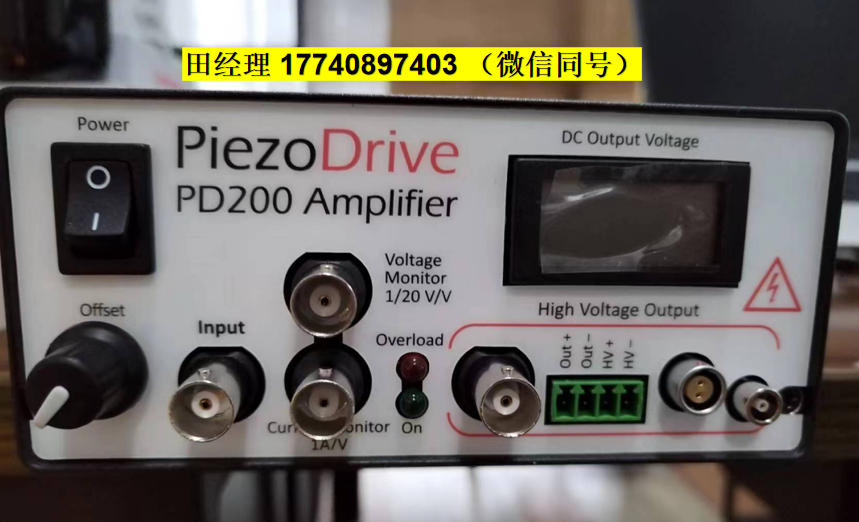 田经理 17740897403 （微信同号）
Power
PiezoDrive
PD200 Amplifier
DC Output Voltage
O
I
Voltage
Monitor
1/20 V/V
Offset
Input
High Voltage Output
Overload
Out +
Out −
HV +
HV −
On
1A/V